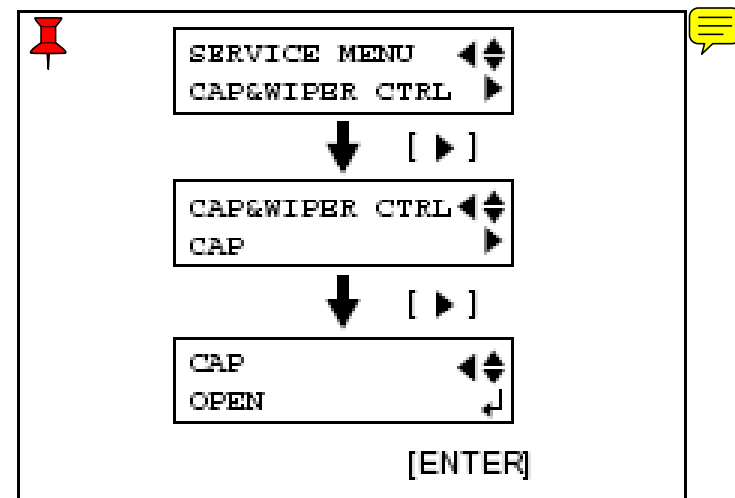 SERVICE MENU ◀♦
CAP&WIPER CTRL ▶
[ ▶ ]
CAP&WIPER CTRL ◀♦
CAP ▶
[ ▶ ]
CAP ◀♦
OPEN ↵
[ENTER]